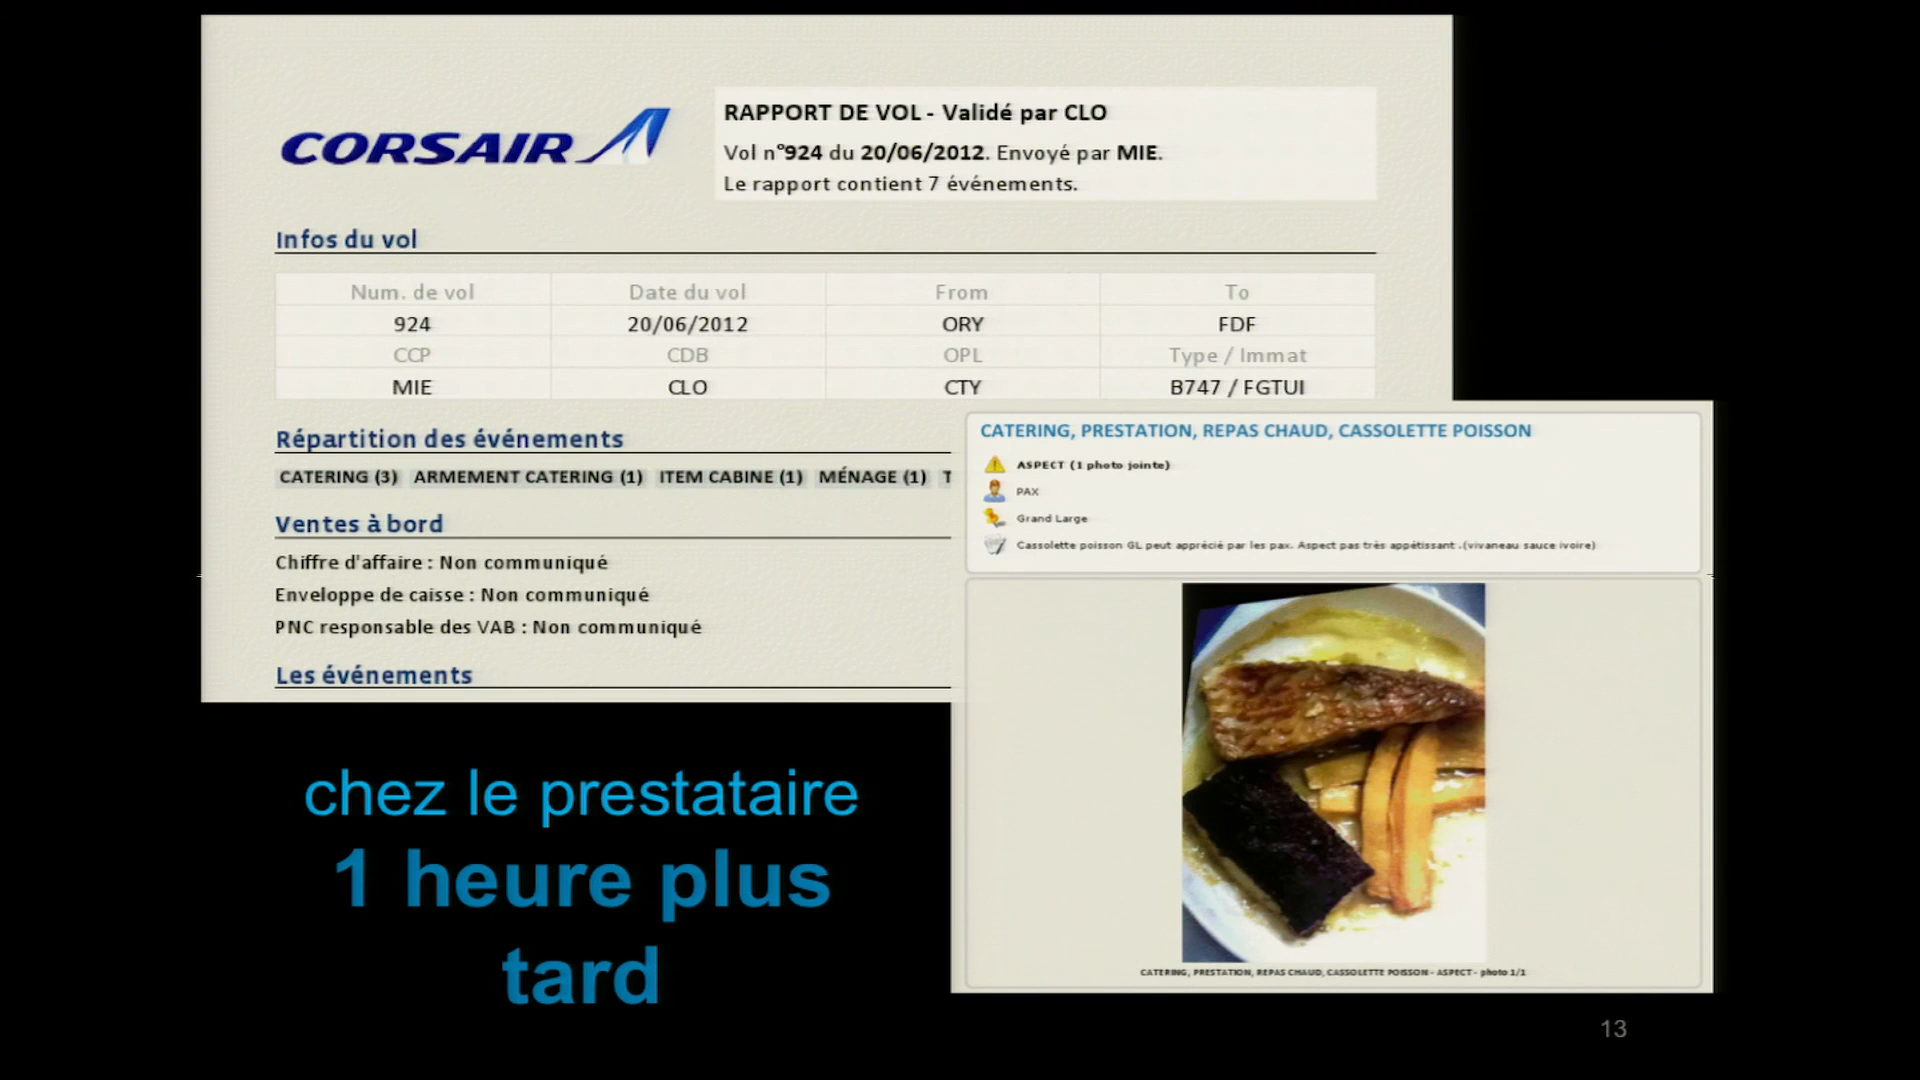 CORSAIR
RAPPORT DE VOL - Validé par CLO
Vol n°924 du 20/06/2012. Envoyé par MIE.
Le rapport contient 7 événements.
Infos du vol
Num. de vol Date du vol From To
924 20/06/2012 ORY FDF
CCP CDB OPL Type / Immat
MIE CLO CTY B747 / FGTUI
Répartition des événements
CATERING (3) ARMEMENT CATERING (1) ITEM CABINE (1) MÉNAGE (1) T
Ventes à bord
Chiffre d'affaire : Non communiqué
Enveloppe de caisse : Non communiqué
PNC responsable des VAB : Non communiqué
Les événements
CATERING, PRESTATION, REPAS CHAUD, CASSOLETTE POISSON
ASPECT (1 photo jointe)
PAX
Grand Large
Cassolette poisson GL peut apprécié par les pax. Aspect pas très appétissant .(vivaneau sauce ivoire)
CATERING, PRESTATION, REPAS CHAUD, CASSOLETTE POISSON - ASPECT - photo 1/1
chez le prestataire
1 heure plus
tard
13